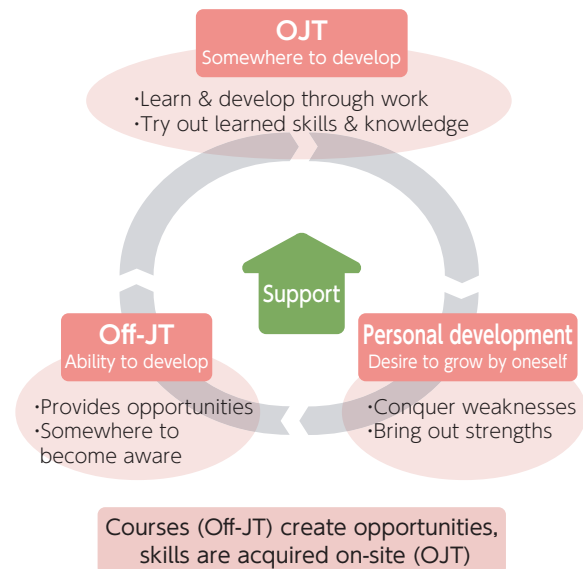 OJT
Somewhere to develop
·Learn & develop through work
·Try out learned skills & knowledge
Support
Off-JT
Ability to develop
·Provides opportunities
·Somewhere to
become aware
Personal development
Desire to grow by oneself
·Conquer weaknesses
·Bring out strengths
Courses (Off-JT) create opportunities,
skills are acquired on-site (OJT)